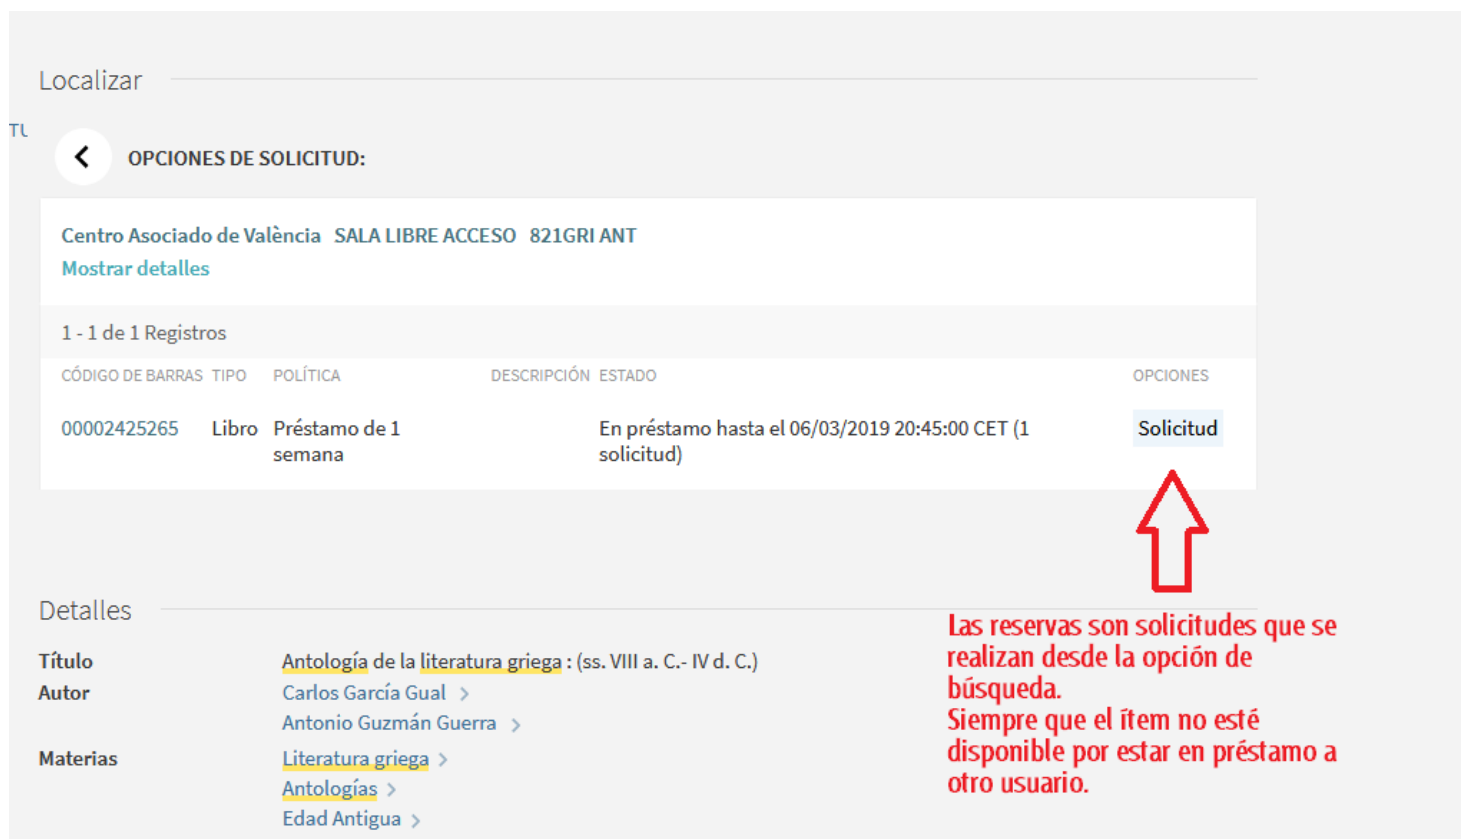 Localizar
TU
OPCIONES DE SOLICITUD:
Centro Asociado de València SALA LIBRE ACCESO 821GRI ANT
Mostrar detalles
1 - 1 de 1 Registros
CÓDIGO DE BARRAS TIPO POLÍTICA DESCRIPCIÓN ESTADO OPCIONES
00002425265 Libro Préstamo de 1 En préstamo hasta el 06/03/2019 20:45:00 CET (1 Solicitud
semana solicitud)
Detalles
Título Antología de la literatura griega : (ss. VIII a. C.- IV d. C.)
Autor Carlos García Gual
Antonio Guzmán Guerra
Materias Literatura griega
Antologías
Edad Antigua
Las reservas son solicitudes que se
realizan desde la opción de
búsqueda.
Siempre que el ítem no esté
disponible por estar en préstamo a
otro usuario.